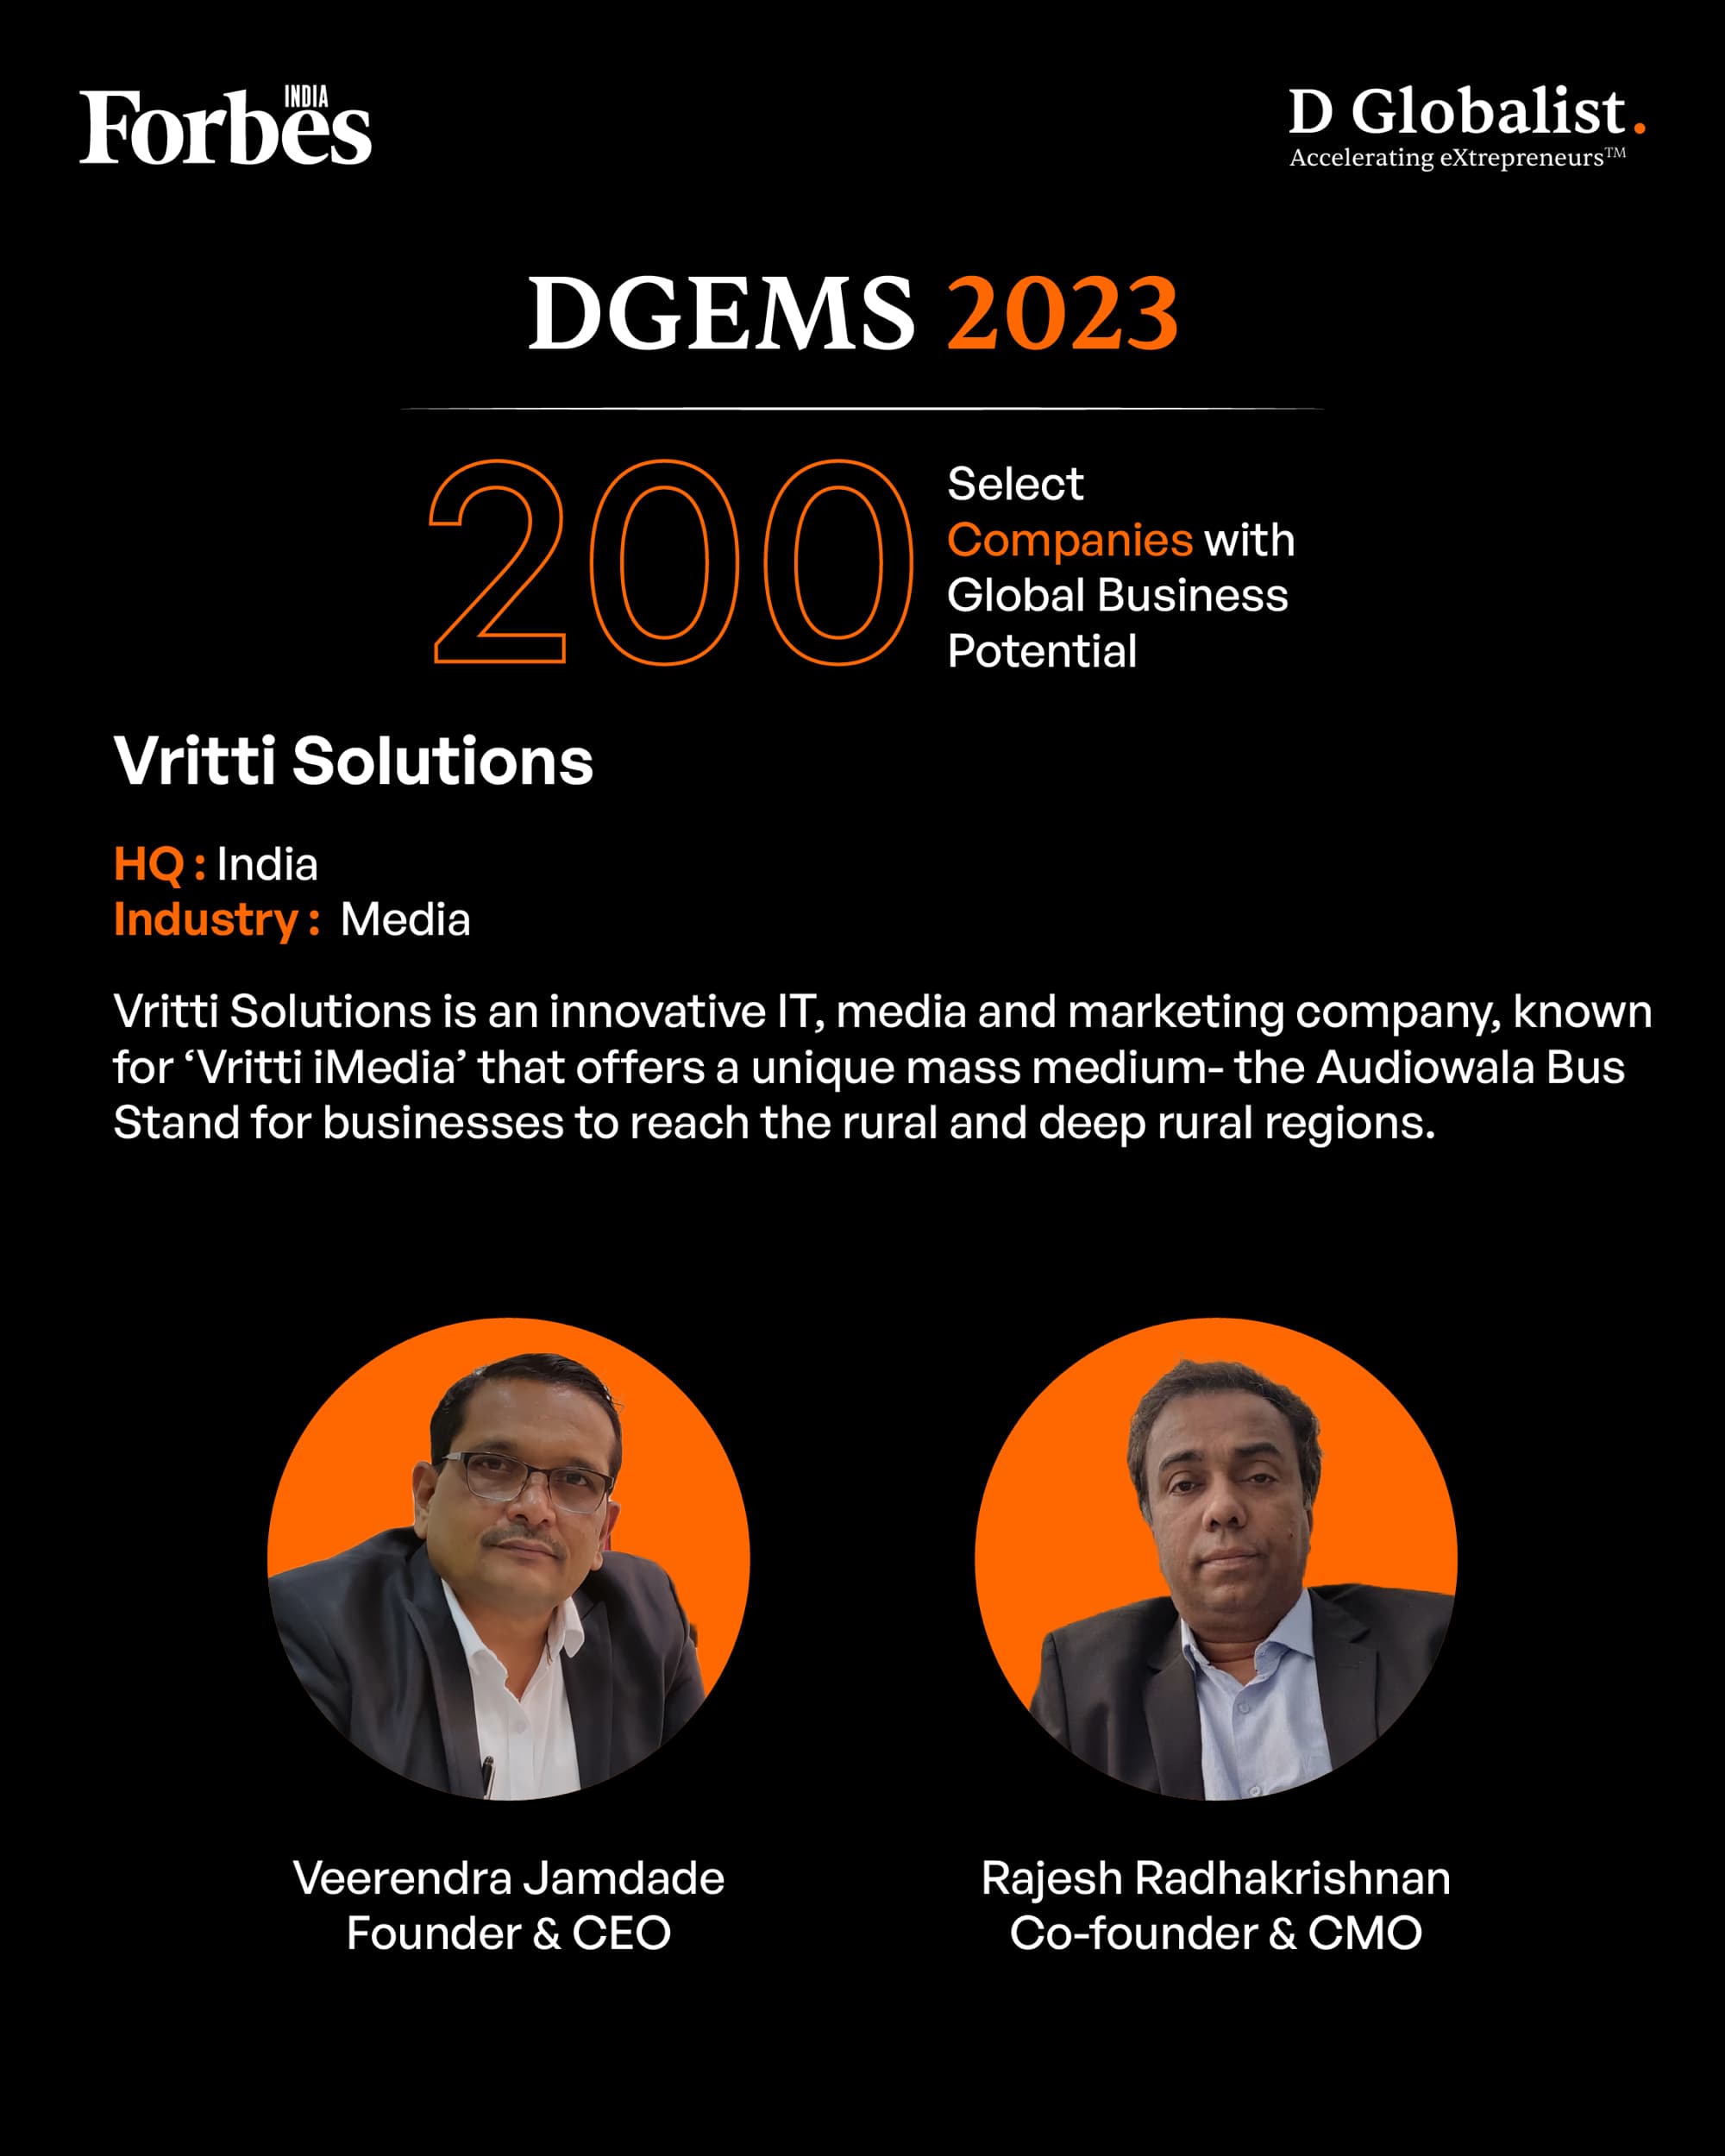 Forbes INDIA
D Globalist.
Accelerating eXtrepreneurs™
DGEMS 2023
200
Select
Companies with
Global Business
Potential
Vritti Solutions
HQ : India
Industry : Media
Vritti Solutions is an innovative IT, media and marketing company, known
for ‘Vritti iMedia’ that offers a unique mass medium- the Audiowala Bus
Stand for businesses to reach the rural and deep rural regions.
Veerendra Jamdade
Founder & CEO
Rajesh Radhakrishnan
Co-founder & CMO